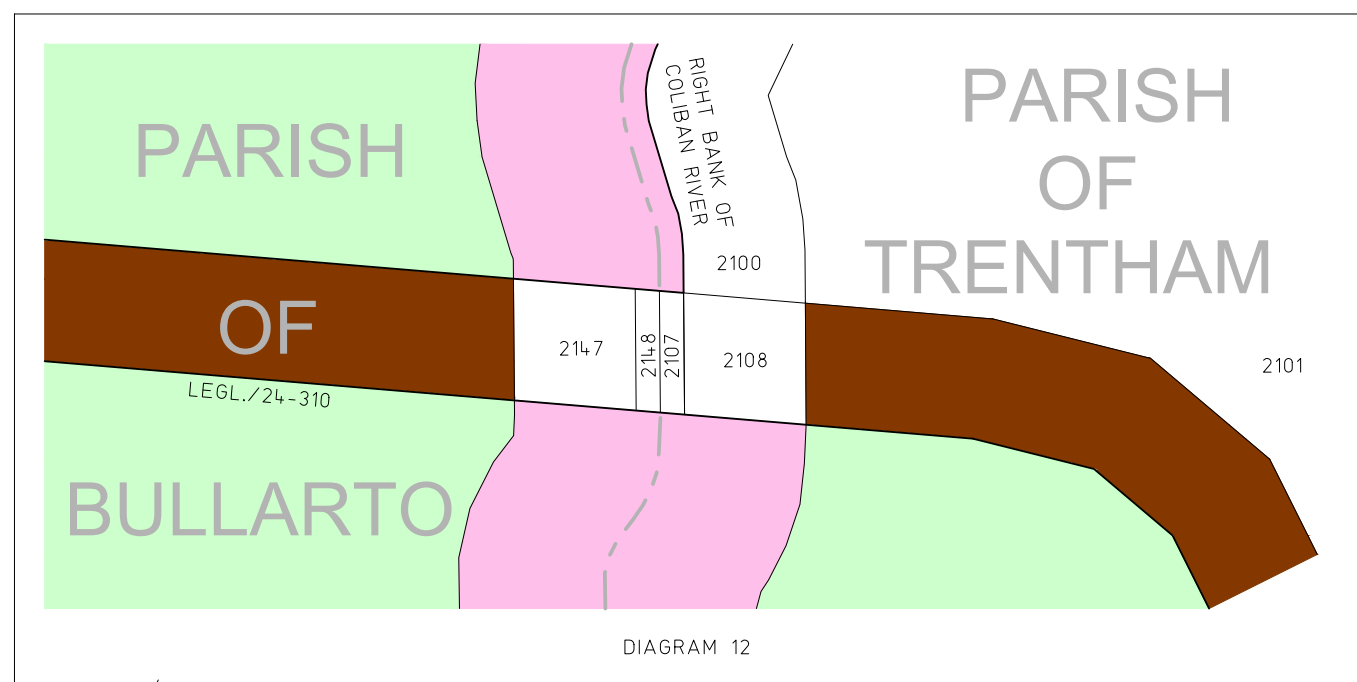 PARISH
OF
BULLARTO
PARISH
OF
TRENTHAM
RIGHT BANK OF
COLIBAN RIVER
2100
2147
2148
2107
2108
2101
LEGL./24-310
DIAGRAM 12